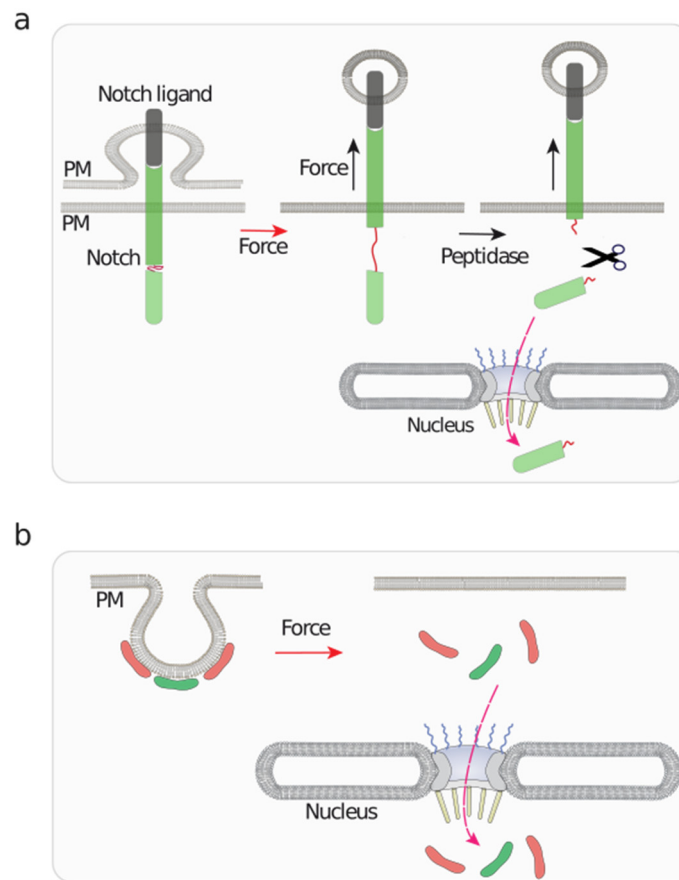 a
Notch ligand
PM
PM
Force
Notch
Force
Peptidase
Nucleus
b
PM
Force
Nucleus